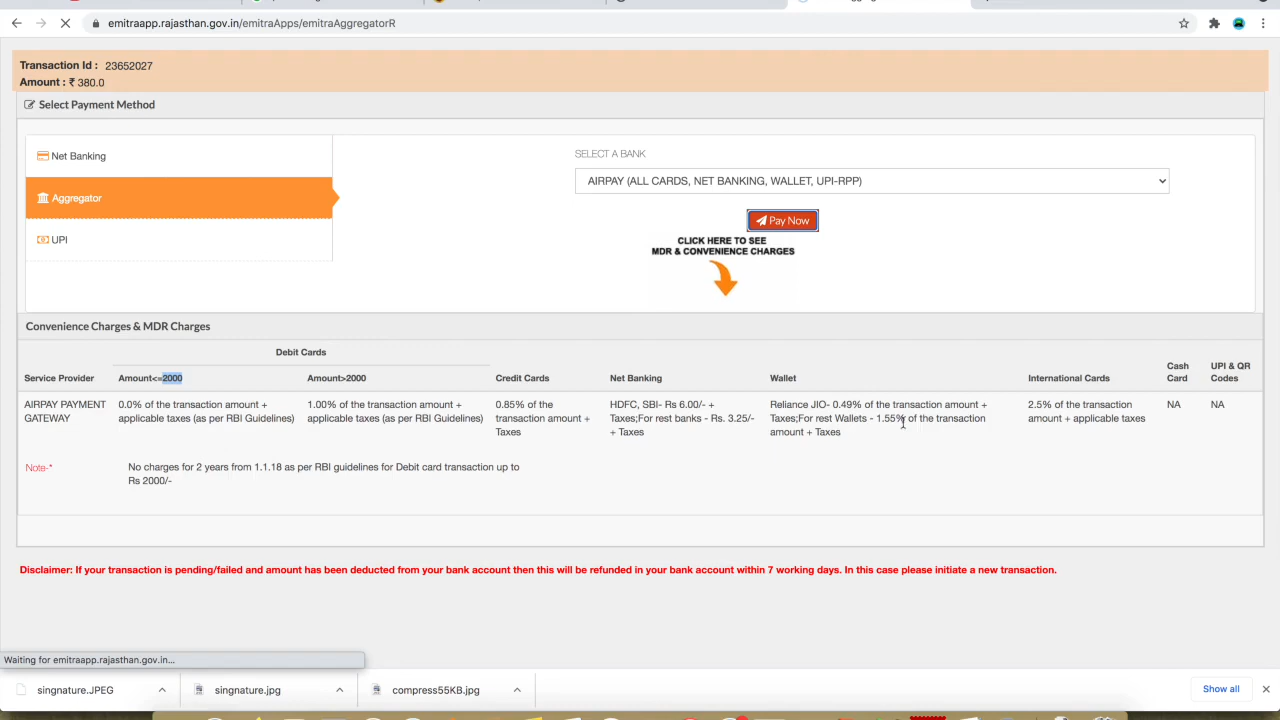 emitraapp.rajasthan.gov.in/emitraApps/emitraAggregatorR
Transaction Id : 23652027
Amount : ₹ 380.0
Select Payment Method
Net Banking
Aggregator
UPI
SELECT A BANK
AIRPAY (ALL CARDS, NET BANKING, WALLET, UPI-RPP)
Pay Now
CLICK HERE TO SEE
MDR & CONVENIENCE CHARGES
Convenience Charges & MDR Charges
Debit Cards
Service Provider Amount<=2000 Amount>2000 Credit Cards Net Banking Wallet International Cards Cash Card UPI & QR Codes
AIRPAY PAYMENT GATEWAY
0.0% of the transaction amount +
applicable taxes (as per RBI Guidelines)
1.00% of the transaction amount +
applicable taxes (as per RBI Guidelines)
0.85% of the
transaction amount +
Taxes
HDFC, SBI- Rs 6.00/- +
Taxes;For rest banks - Rs. 3.25/-
+ Taxes
Reliance JIO- 0.49% of the transaction amount +
Taxes;For rest Wallets - 1.55% of the transaction
amount + Taxes
2.5% of the transaction
amount + applicable taxes
NA
NA
Note-*
No charges for 2 years from 1.1.18 as per RBI guidelines for Debit card transaction up to
Rs 2000/-
Disclaimer: If your transaction is pending/failed and amount has been deducted from your bank account then this will be refunded in your bank account within 7 working days. In this case please initiate a new transaction.
Waiting for emitraapp.rajasthan.gov.in...
singnature.JPEG
singnature.jpg
compress55KB.jpg
Show all